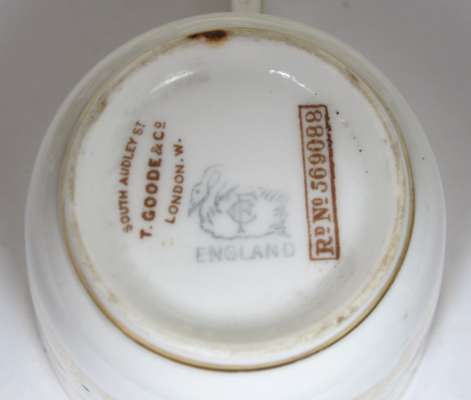 SOUTH AUDLEY ST
T. GOODE & Co
LONDON. W.
ENGLAND
RD No 569088